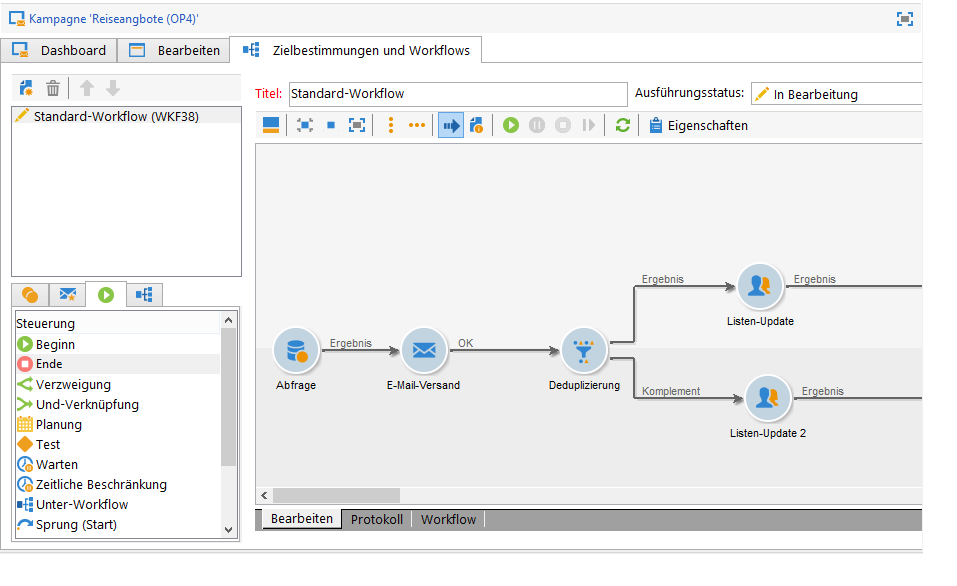 Kampagne 'Reiseangbote (OP4)'
Dashboard
Bearbeiten
Zielbestimmungen und Workflows
Titel: Standard-Workflow
Ausführungsstatus: In Bearbeitung
Standard-Workflow (WKF38)
Eigenschaften
Ergebnis
Ergebnis
Listen-Update
Ergebnis
OK
Abfrage
E-Mail-Versand
Deduplizierung
Komplement
Ergebnis
Listen-Update 2
Steuerung
Beginn
Ende
Verzweigung
Und-Verknüpfung
Planung
Test
Warten
Zeitliche Beschränkung
Unter-Workflow
Sprung (Start)
Bearbeiten
Protokoll
Workflow